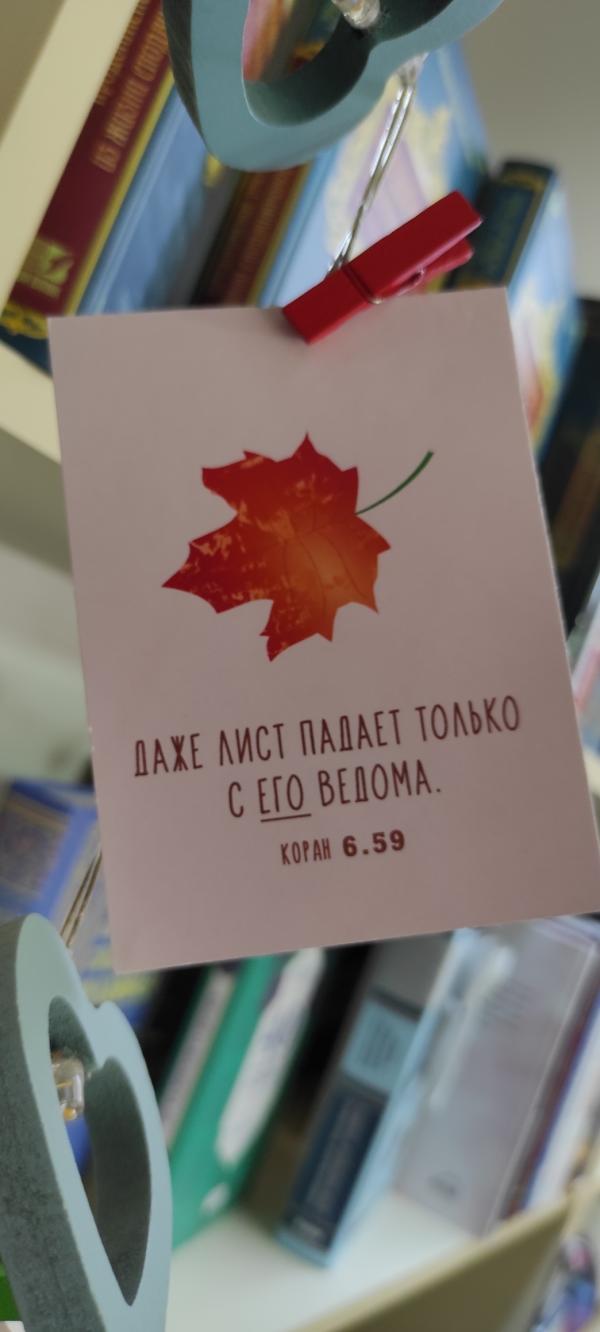 ДАЖЕ ЛИСТ ПАДАЕТ ТОЛЬКО
С ЕГО ВЕДОМА.
КОРАН 6.59